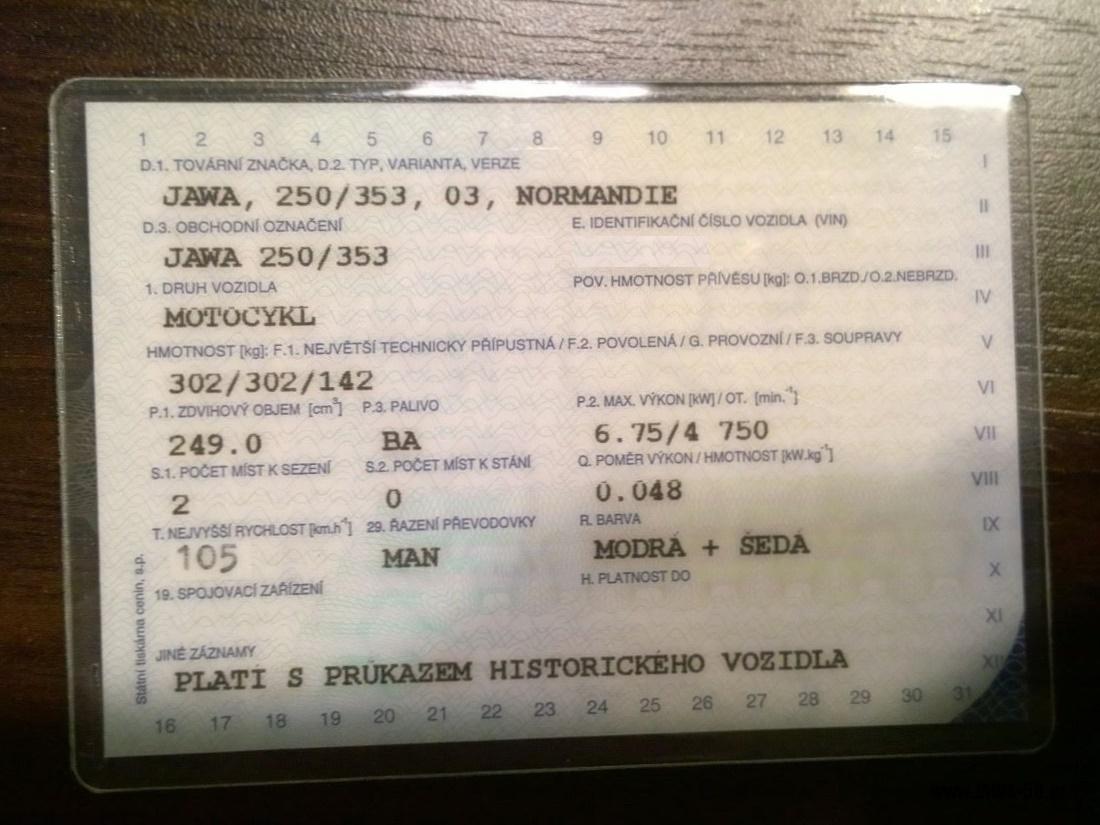 1 2 3 4 5 6 7 8 9 10 11 12 13 14 15
D.1. TOVÁRNÍ ZNAČKA, D.2. TYP, VARIANTA, VERZE
I
JAWA, 250/353, 03, NORMANDIE
II
D.3. OBCHODNÍ OZNAČENÍ E. IDENTIFIKAČNÍ ČÍSLO VOZIDLA (VIN)
JAWA 250/353
III
1. DRUH VOZIDLA POV. HMOTNOST PŘÍVĚSU [kg]: O.1.BRZD./O.2.NEBRZD.
IV
MOTOCYKL
HMOTNOST [kg]: F.1. NEJVĚTŠÍ TECHNICKY PŘÍPUSTNÁ / F.2. POVOLENÁ / G. PROVOZNÍ / F.3. SOUPRAVY
V
302/302/142
VI
P.1. ZDVIHOVÝ OBJEM [cm³] P.3. PALIVO P.2. MAX. VÝKON [kW] / OT. [min.⁻¹]
249.0 BA 6.75/4 750
VII
S.1. POČET MÍST K SEZENÍ S.2. POČET MÍST K STÁNÍ Q. POMĚR VÝKON / HMOTNOST [kW.kg⁻¹]
VIII
2 0 0.048
T. NEJVYŠŠÍ RYCHLOST [km.h⁻¹] 29. ŘAZENÍ PŘEVODOVKY R. BARVA
IX
105 MAN MODRÁ + ŠEDÁ
X
19. SPOJOVACÍ ZAŘÍZENÍ H. PLATNOST DO
XI
JINÉ ZÁZNAMY
PLATÍ S PRŮKAZEM HISTORICKÉHO VOZIDLA
XII
16 17 18 19 20 21 22 23 24 25 26 27 28 29 30 31
Státní tiskárna cenin, s.p.